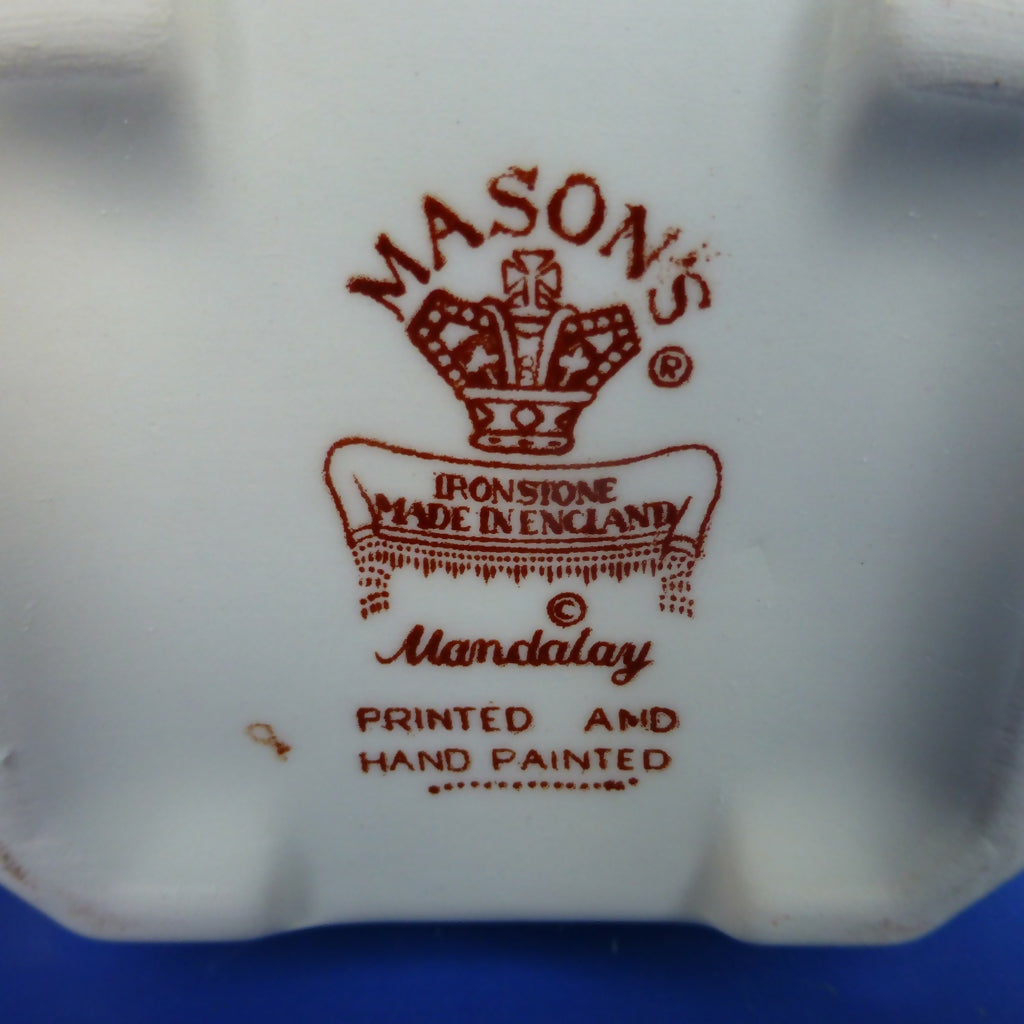 MASON'S
®
IRONSTONE
MADE IN ENGLAND
©
Mandalay
PRINTED AND
HAND PAINTED